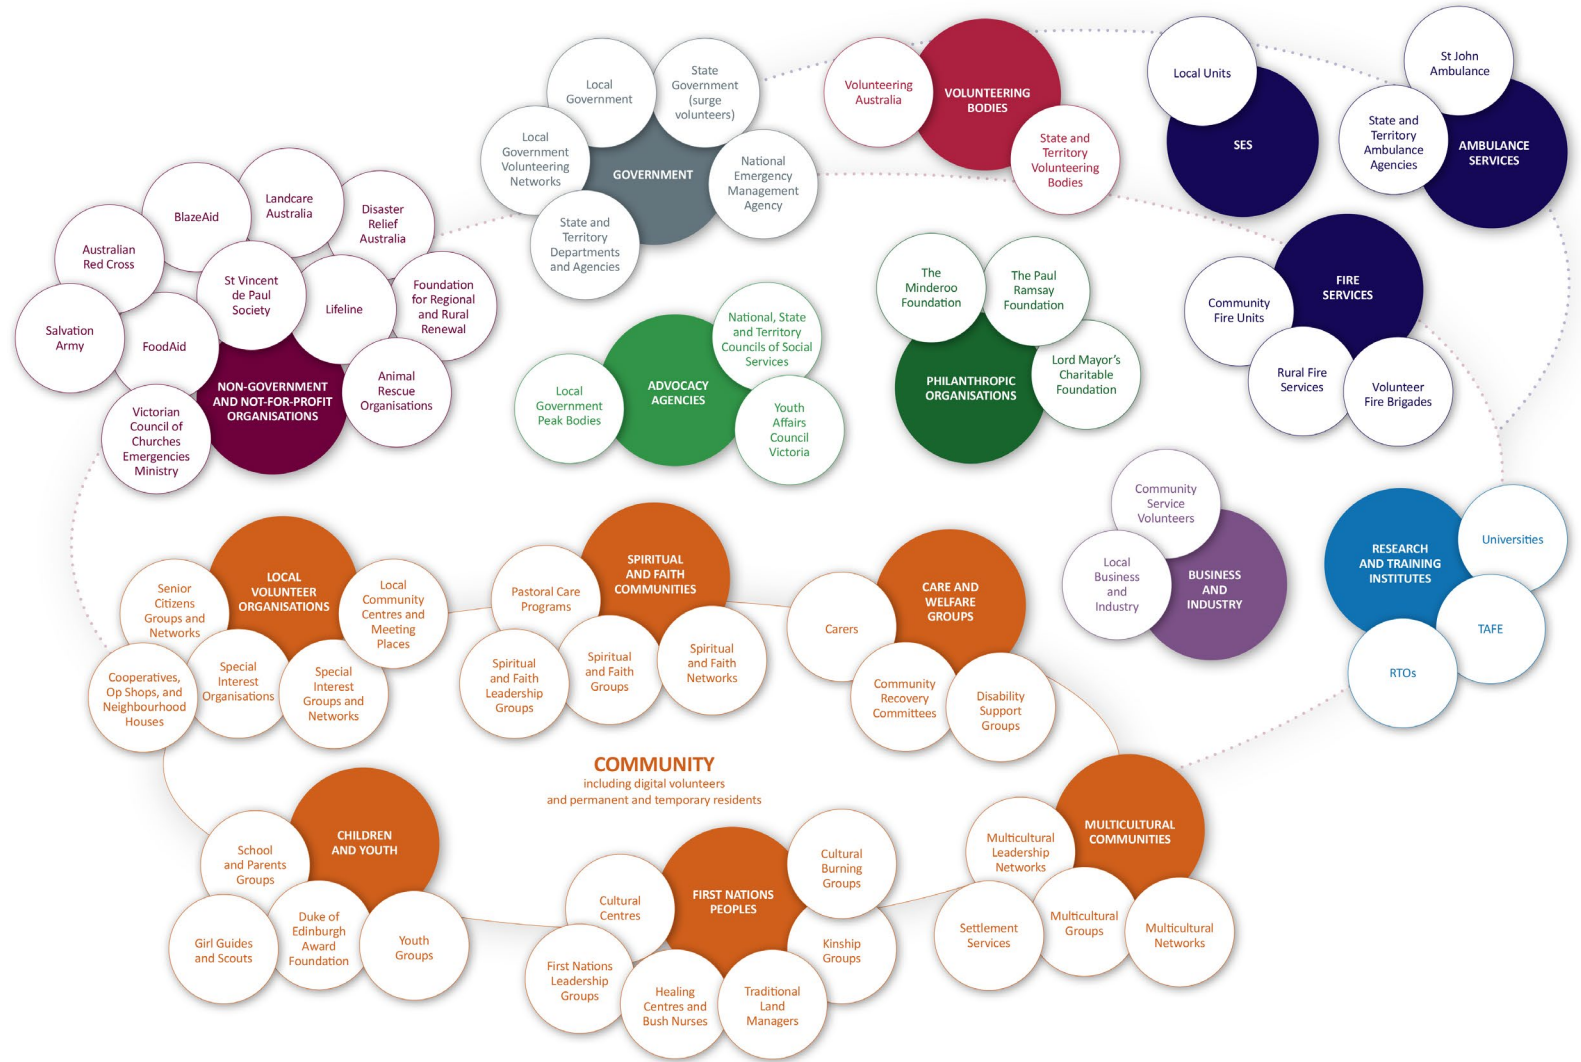 Local
Government
State
Government
(surge
volunteers)
Local
Government
Volunteering
Networks
GOVERNMENT
National
Emergency
Management
Agency
State and
Territory
Departments
and Agencies
Volunteering
Australia
VOLUNTEERING
BODIES
State and
Territory
Volunteering
Bodies
Local Units
SES
St John
Ambulance
State and
Territory
Ambulance
Agencies
AMBULANCE
SERVICES
Landcare
Australia
BlazeAid
Disaster
Relief
Australia
Australian
Red Cross
St Vincent
de Paul
Society
Lifeline
Foundation
for Regional
and Rural
Renewal
Salvation
Army
FoodAid
NON-GOVERNMENT
AND NOT-FOR-PROFIT
ORGANISATIONS
Animal
Rescue
Organisations
Victorian
Council of
Churches
Emergencies
Ministry
National, State
and Territory
Councils of Social
Services
ADVOCACY
AGENCIES
Local
Government
Peak Bodies
Youth
Affairs
Council
Victoria
The
Minderoo
Foundation
The Paul
Ramsay
Foundation
PHILANTHROPIC
ORGANISATIONS
Lord Mayor's
Charitable
Foundation
FIRE
SERVICES
Community
Fire Units
Rural Fire
Services
Volunteer
Fire Brigades
Community
Service
Volunteers
Local
Business
and
Industry
BUSINESS
AND
INDUSTRY
RESEARCH
AND TRAINING
INSTITUTES
Universities
TAFE
RTOs
LOCAL
VOLUNTEER
ORGANISATIONS
Senior
Citizens
Groups and
Networks
Local
Community
Centres and
Meeting
Places
Cooperatives,
Op Shops, and
Neighbourhood
Houses
Special
Interest
Organisations
Special
Interest
Groups and
Networks
SPIRITUAL
AND FAITH
COMMUNITIES
Pastoral Care
Programs
Spiritual
and Faith
Leadership
Groups
Spiritual
and Faith
Groups
Spiritual
and Faith
Networks
CARE AND
WELFARE
GROUPS
Carers
Community
Recovery
Committees
Disability
Support
Groups
COMMUNITY
including digital volunteers
and permanent and temporary residents
CHILDREN
AND YOUTH
School
and Parents
Groups
Girl Guides
and Scouts
Duke of
Edinburgh
Award
Foundation
Youth
Groups
FIRST NATIONS
PEOPLES
Cultural
Centres
Cultural
Burning
Groups
Kinship
Groups
First Nations
Leadership
Groups
Healing
Centres and
Bush Nurses
Traditional
Land
Managers
MULTICULTURAL
COMMUNITIES
Multicultural
Leadership
Networks
Settlement
Services
Multicultural
Groups
Multicultural
Networks